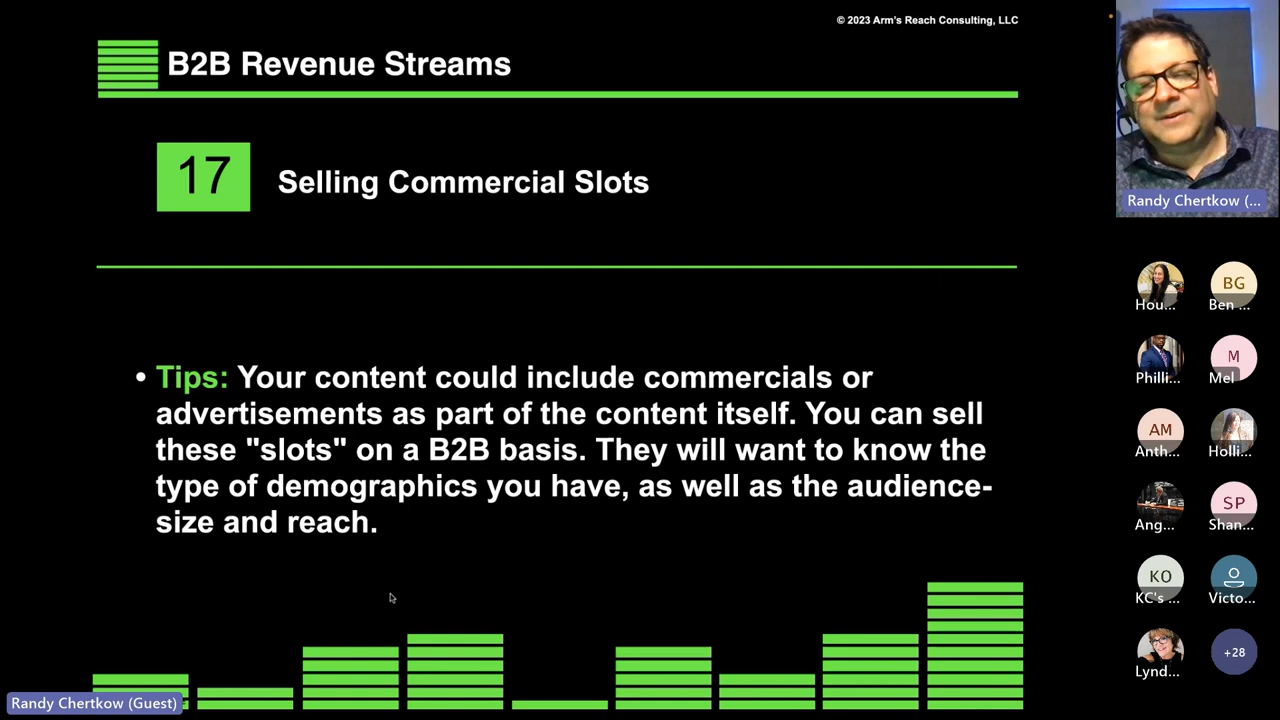 © 2023 Arm's Reach Consulting, LLC
B2B Revenue Streams
17
Selling Commercial Slots
• Tips: Your content could include commercials or
advertisements as part of the content itself. You can sell
these "slots" on a B2B basis. They will want to know the
type of demographics you have, as well as the audience-
size and reach.
Randy Chertkow (Guest)
Randy Chertkow (...
Hou...
BG
Ben ...
Philli...
M
Mel
AM
Anth...
Holli...
Ang...
SP
Shan...
KO
KC's ...
Victo...
Lynd...
+28